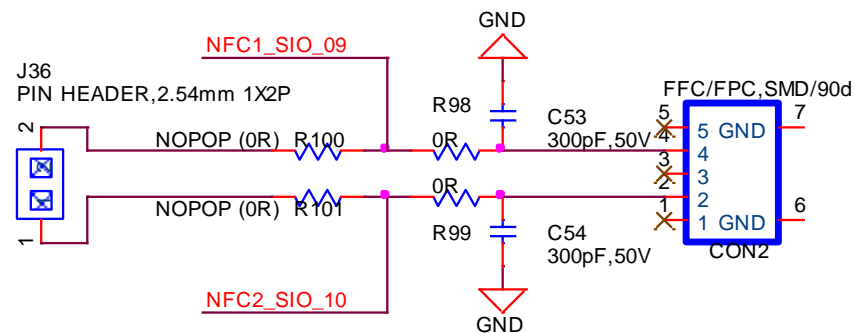 GND
NFC1_SIO_09
J36
PIN HEADER,2.54mm 1X2P
FFC/FPC,SMD/90d
R98
C53
300pF,50V
2
NOPOP (0R)
R100
0R
5
5 GND
7
4
4
3
3
1
NOPOP (0R)
R101
0R
2
2
1
1 GND
6
R99
C54
300pF,50V
CON2
NFC2_SIO_10
GND